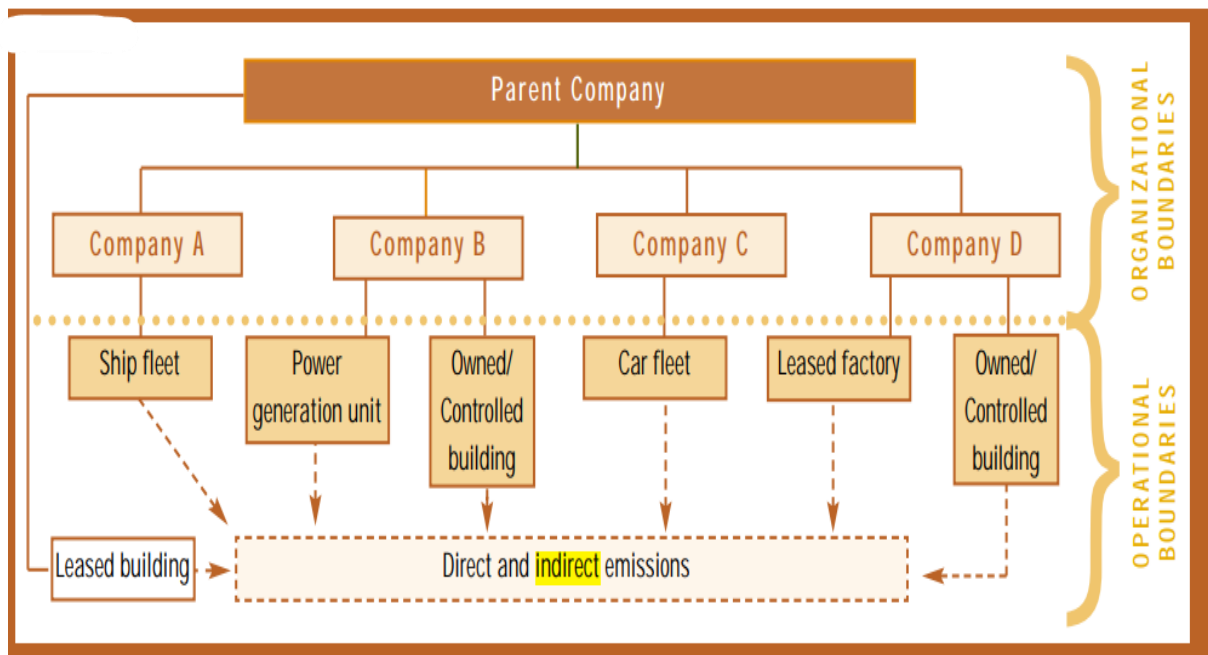 Parent Company
ORGANIZATIONAL
BOUNDARIES
Company A
Company B
Company C
Company D
Ship fleet
Power
generation unit
Owned/
Controlled
building
Car fleet
Leased factory
Owned/
Controlled
building
OPERATIONAL
BOUNDARIES
Leased building
Direct and indirect emissions